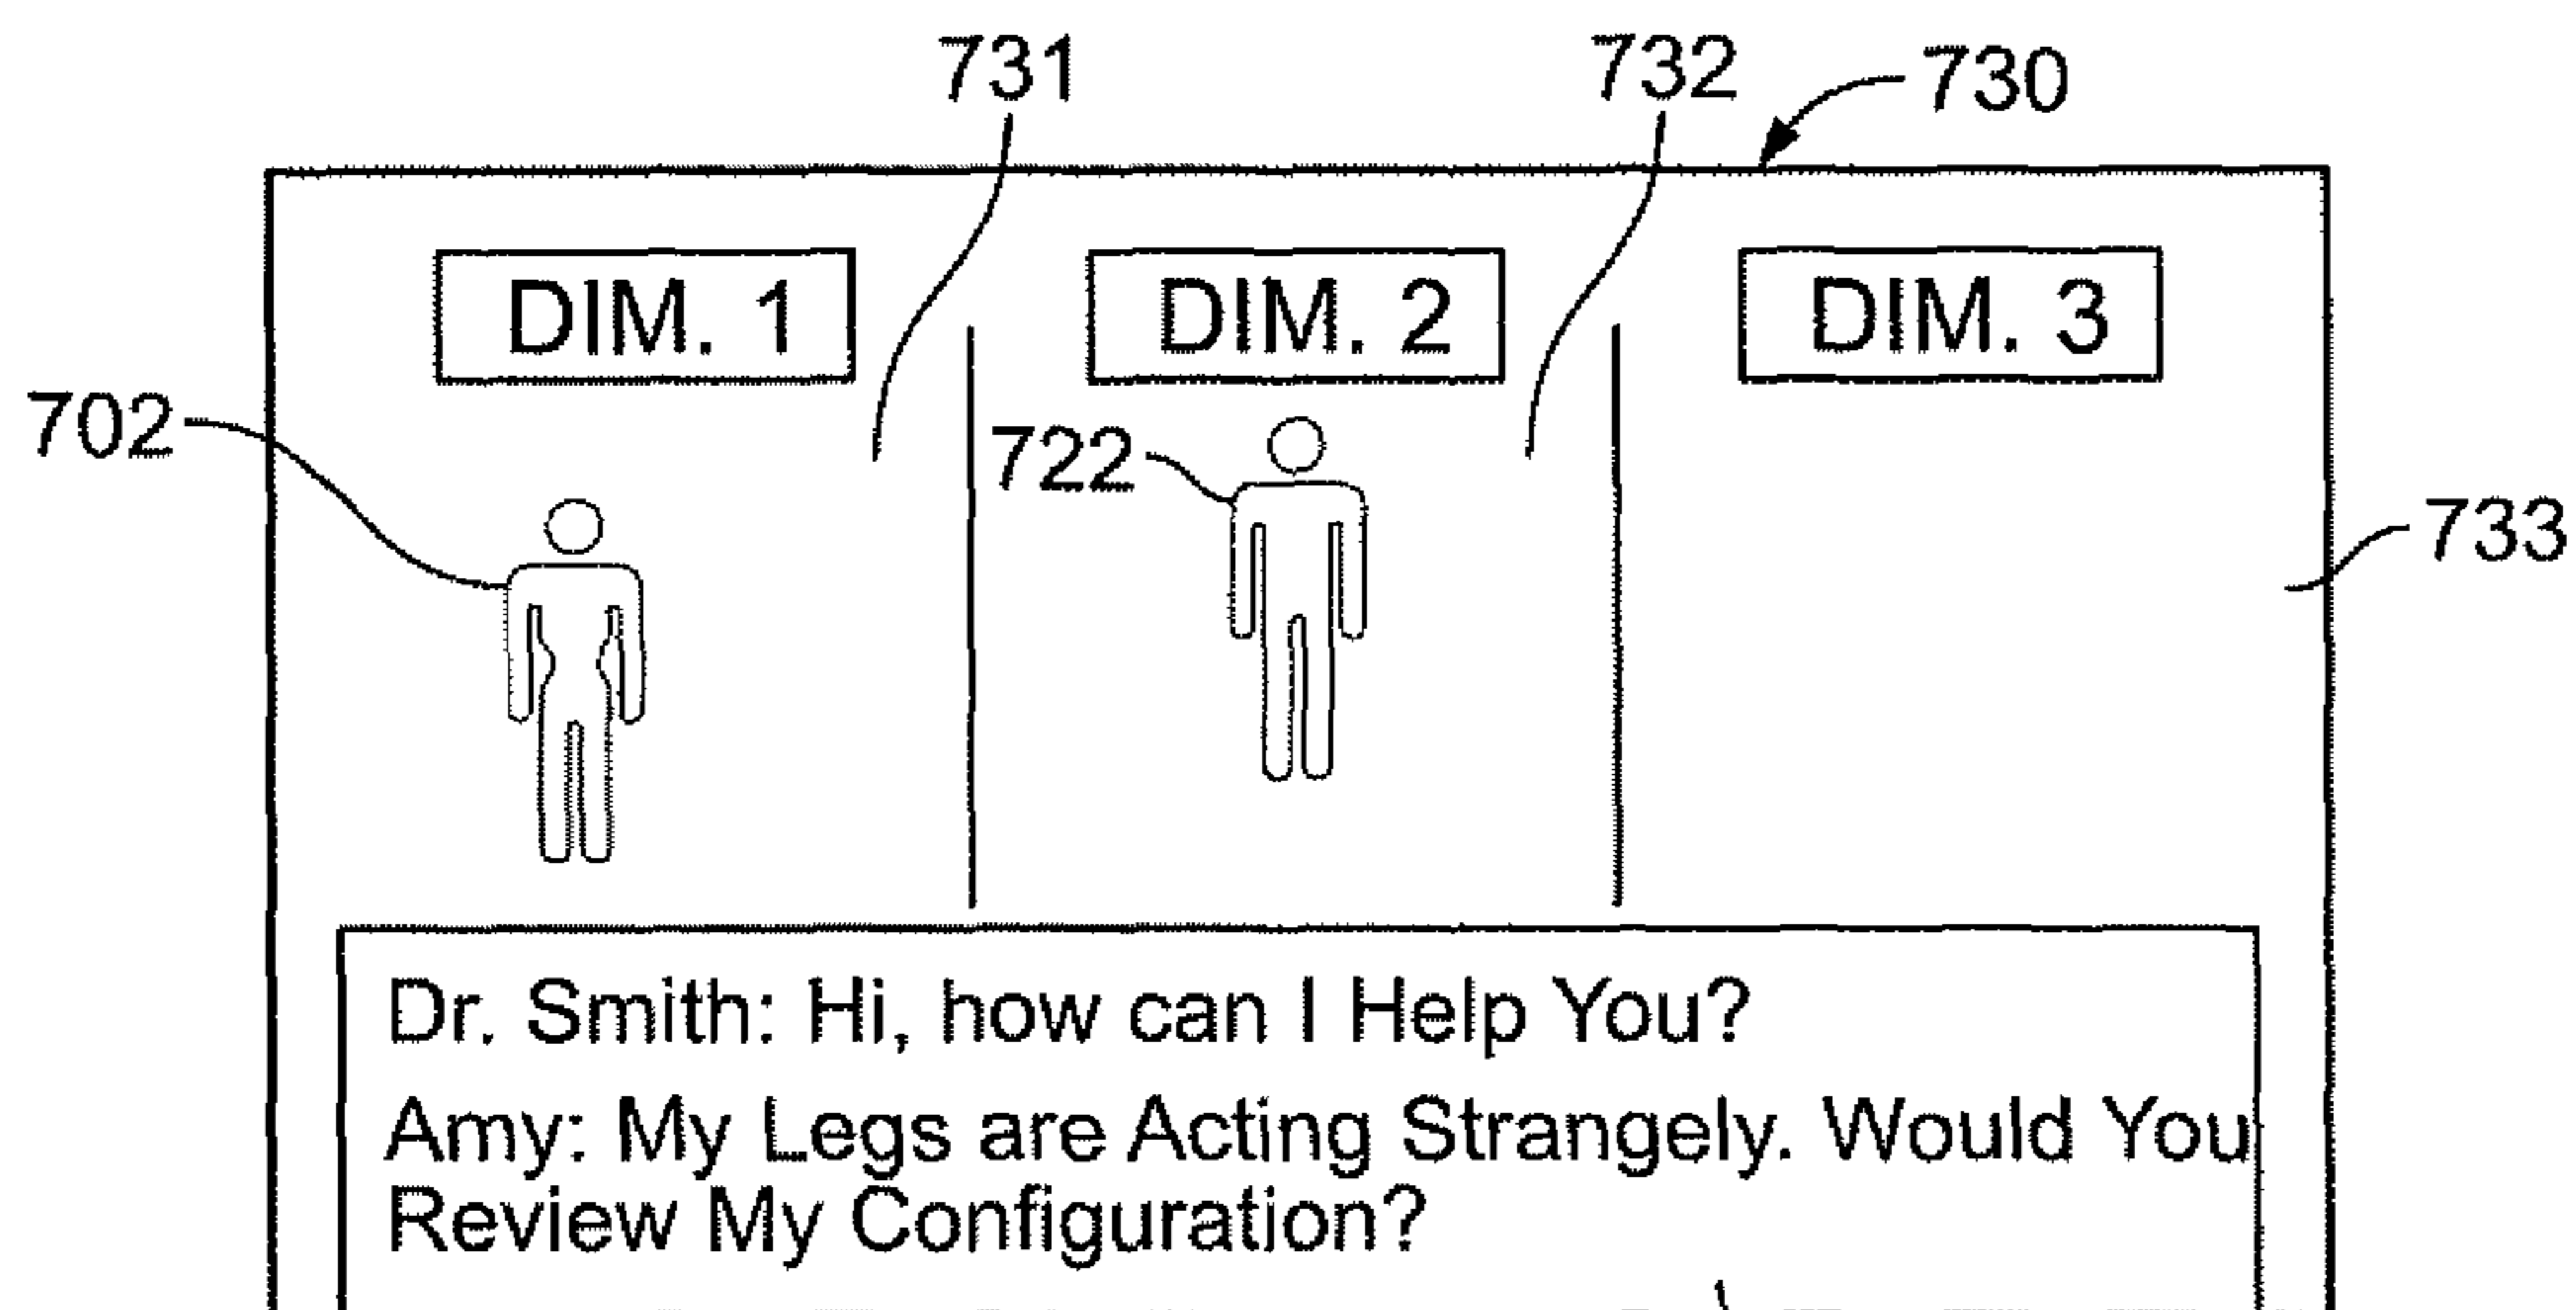 731 732 730
DIM. 1 DIM. 2 DIM. 3
702 722 733
Dr. Smith: Hi, how can I Help You?
Amy: My Legs are Acting Strangely. Would You
Review My Configuration?